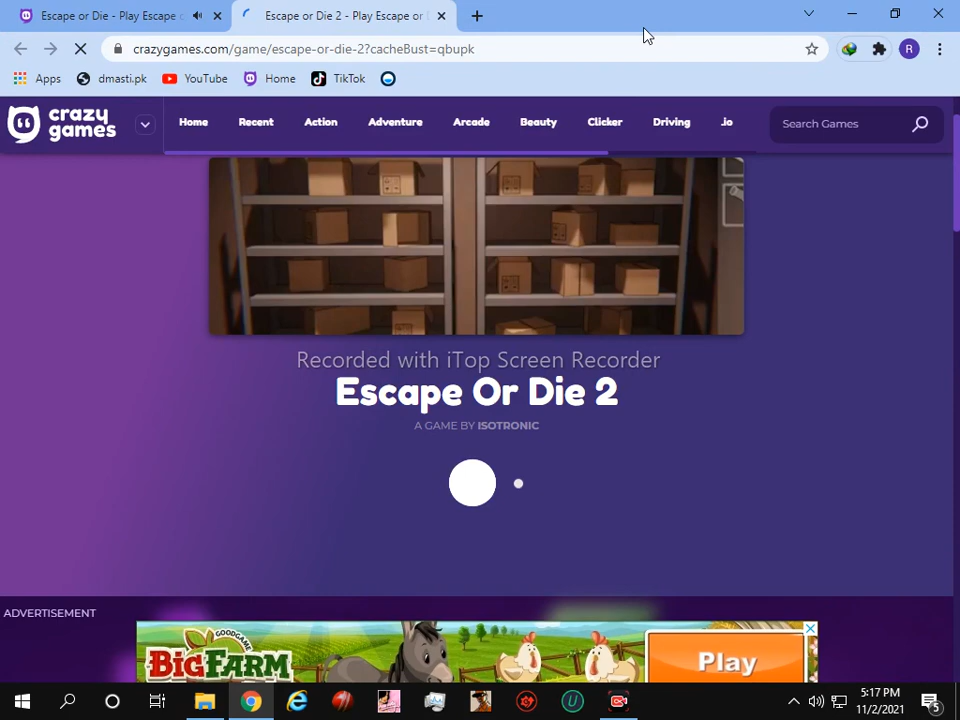 Escape or Die - Play Escape o
Escape or Die 2 - Play Escape or
crazygames.com/game/escape-or-die-2?cacheBust=qbupk
R
Apps
dmasti.pk
YouTube
Home
TikTok
crazy
games
Home
Recent
Action
Adventure
Arcade
Beauty
Clicker
Driving
.io
Search Games
Recorded with iTop Screen Recorder
Escape Or Die 2
A GAME BY ISOTRONIC
ADVERTISEMENT
GOODGAME
BIGFARM
Play
5:17 PM
11/2/2021
5